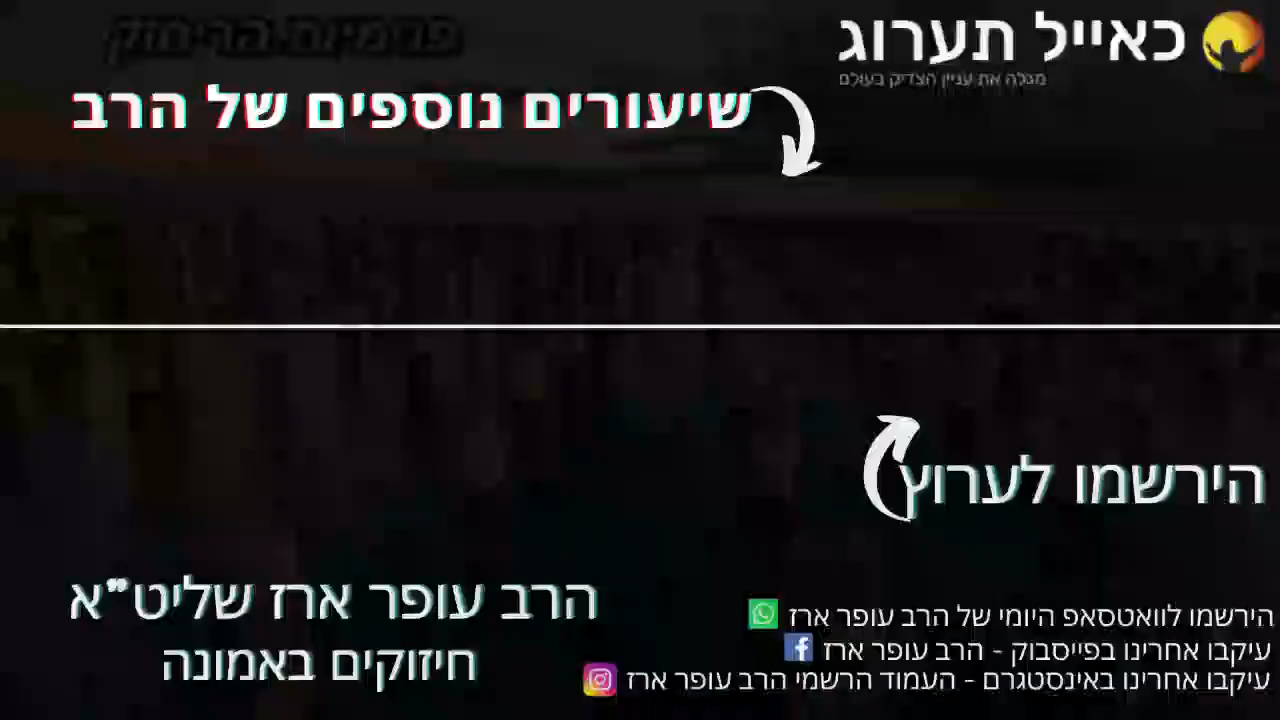 כאייל תערוג
מגלה את עניין הצדיק בעולם
שיעורים נוספים של הרב
הירשמו לערוץ
הרב עופר ארז שליט"א
חיזוקים באמונה
הירשמו לוואטסאפ היומי של הרב עופר ארז
עיקבו אחרינו בפייסבוק - הרב עופר ארז
עיקבו אחרינו באינסטגרם - העמוד הרשמי הרב עופר ארז